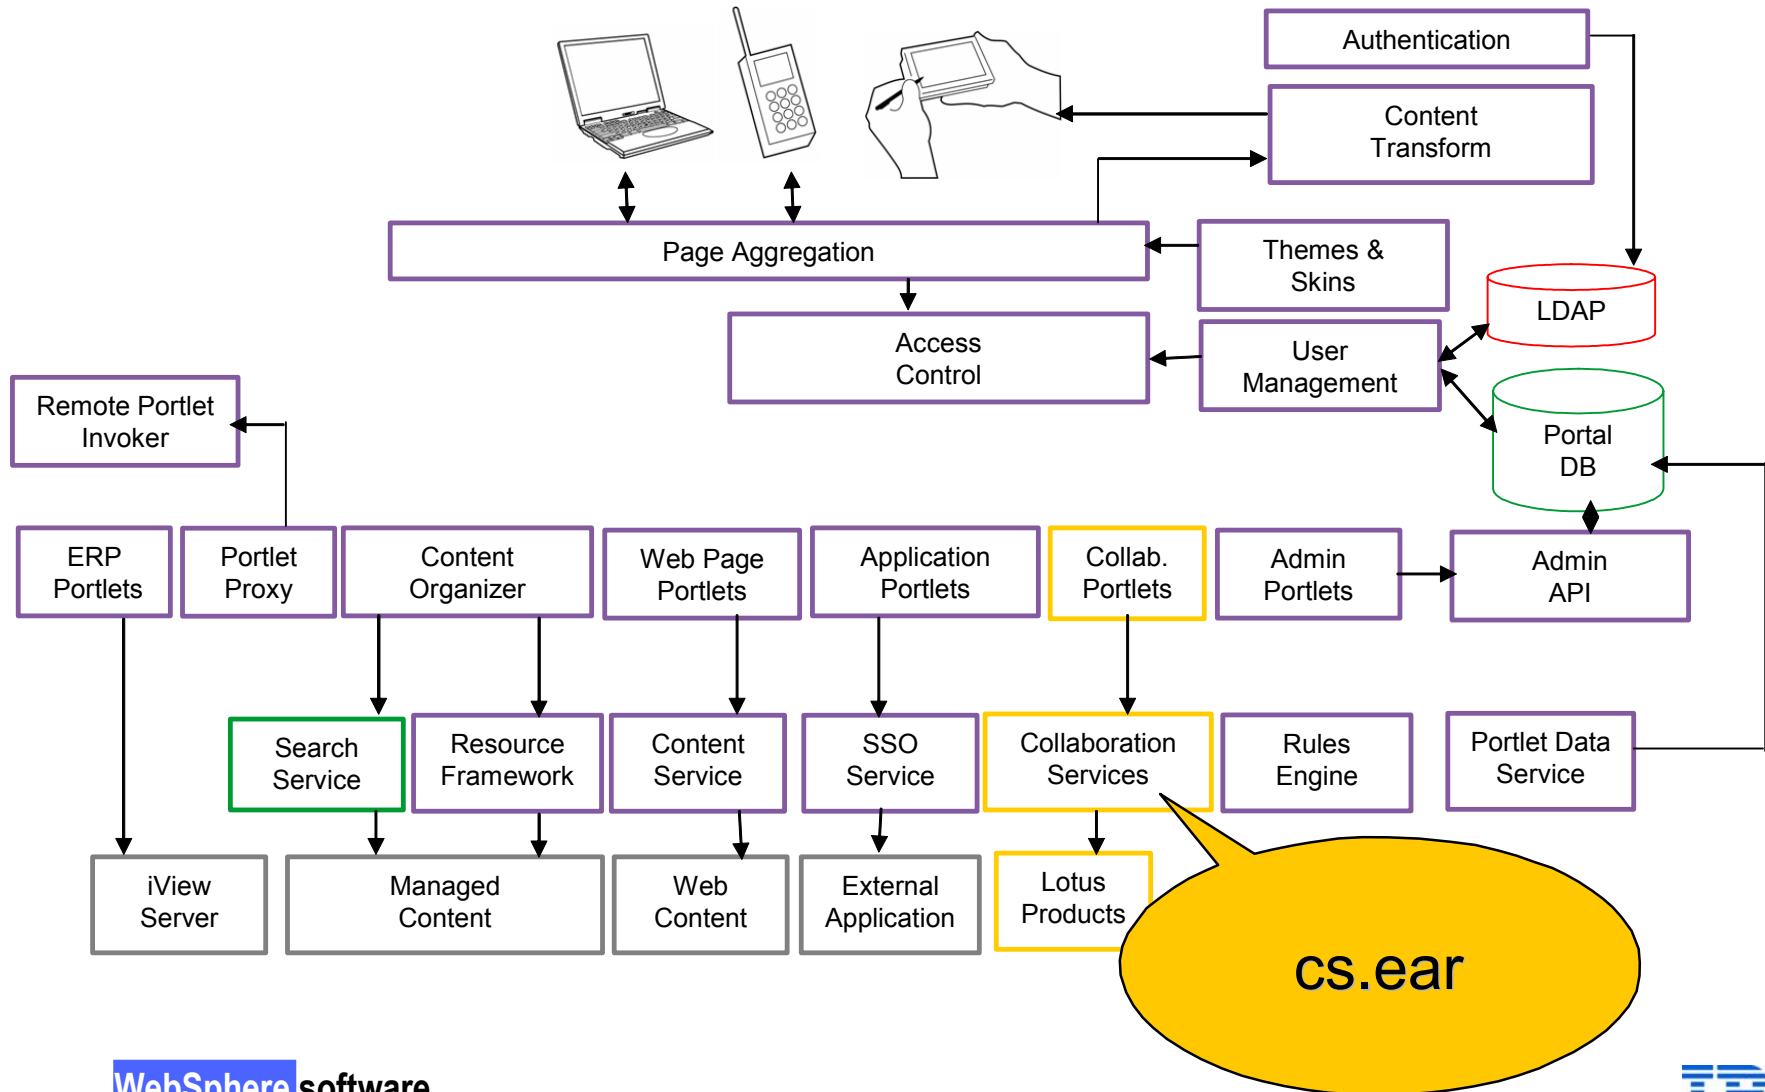 Authentication
Content
Transform
Page Aggregation
Themes &
Skins
LDAP
Access
Control
User
Management
Remote Portlet
Invoker
Portal
DB
ERP
Portlets
Portlet
Proxy
Content
Organizer
Web Page
Portlets
Application
Portlets
Collab.
Portlets
Admin
Portlets
Admin
API
Search
Service
Resource
Framework
Content
Service
SSO
Service
Collaboration
Services
Rules
Engine
Portlet Data
Service
iView
Server
Managed
Content
Web
Content
External
Application
Lotus
Products
cs.ear
WebSphere software